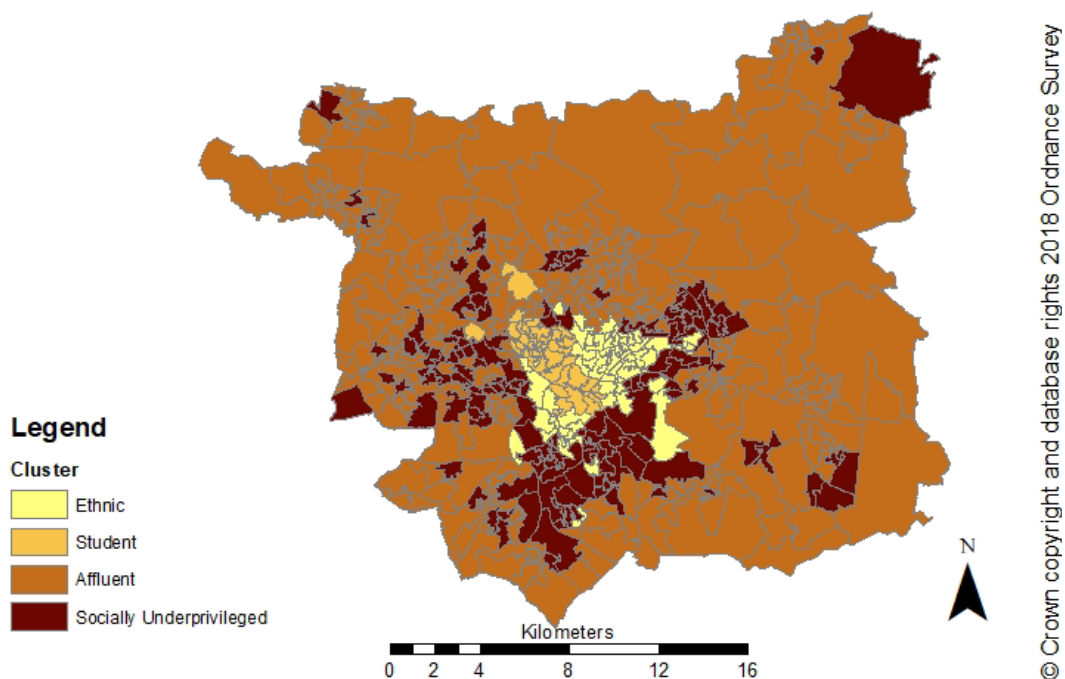 © Crown copyright and database rights 2018 Ordnance Survey
Legend
Cluster
Ethnic
Student
Affluent
Socially Underprivileged
N
Kilometers
0 2 4 8 12 16